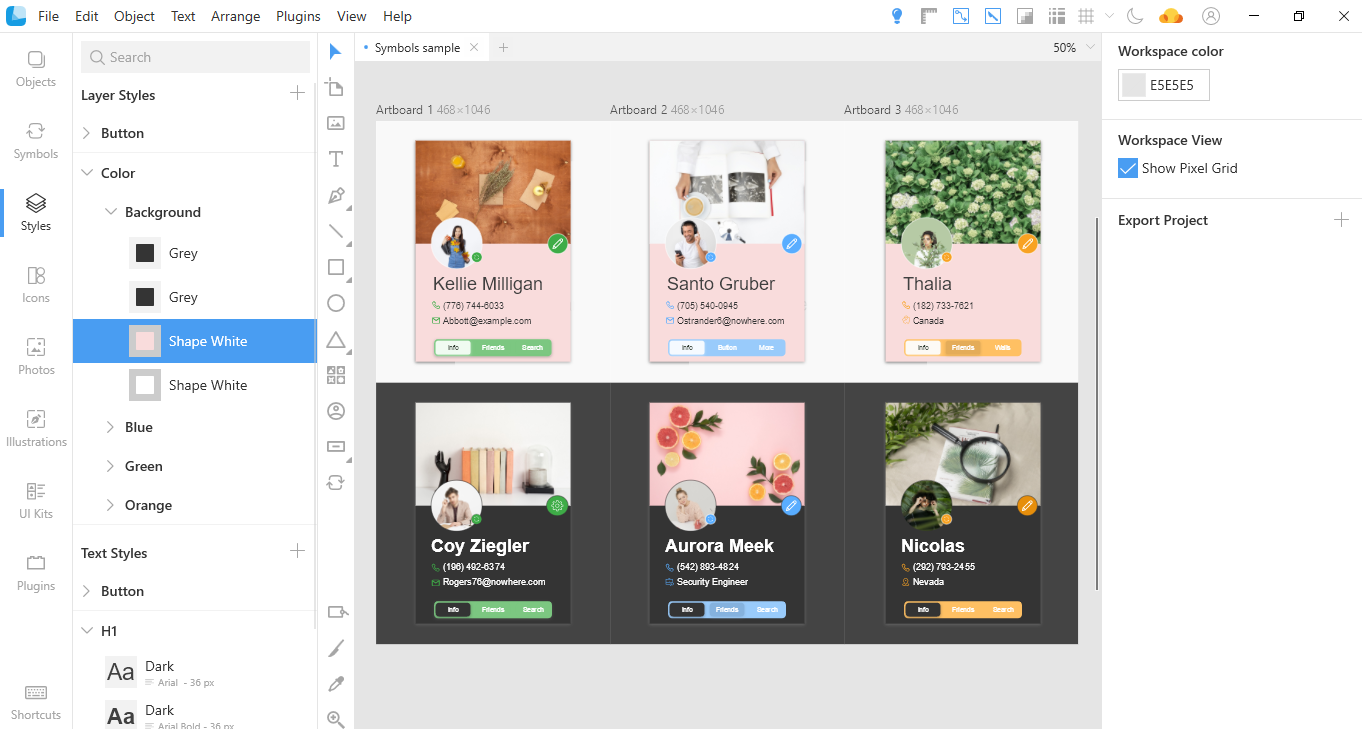 File Edit Object Text Arrange Plugins View Help
Objects
Symbols
Styles
Icons
Photos
Illustrations
UI Kits
Plugins
Shortcuts
Search
Layer Styles
Button
Color
Background
Grey
Grey
Shape White
Shape White
Blue
Green
Orange
Text Styles
Button
H1
Aa Dark
Arial - 36 px
Aa Dark
Arial Bold - 36 px
Symbols sample
50%
Artboard 1 468×1046
Artboard 2 468×1046
Artboard 3 468×1046
Kellie Milligan
(776) 744-6033
Abbott@example.com
Info Friends Search
Santo Gruber
(705) 540-0945
Ostrander6@nowhere.com
Info Button More
Thalia
(182) 733-7621
Canada
Info Friends Walls
Coy Ziegler
(196) 492-6374
Rogers76@nowhere.com
Info Friends Search
Aurora Meek
(542) 893-4824
Security Engineer
Info Friends Search
Nicolas
(292) 793-2455
Nevada
Info Friends Search
Workspace color
E5E5E5
Workspace View
Show Pixel Grid
Export Project